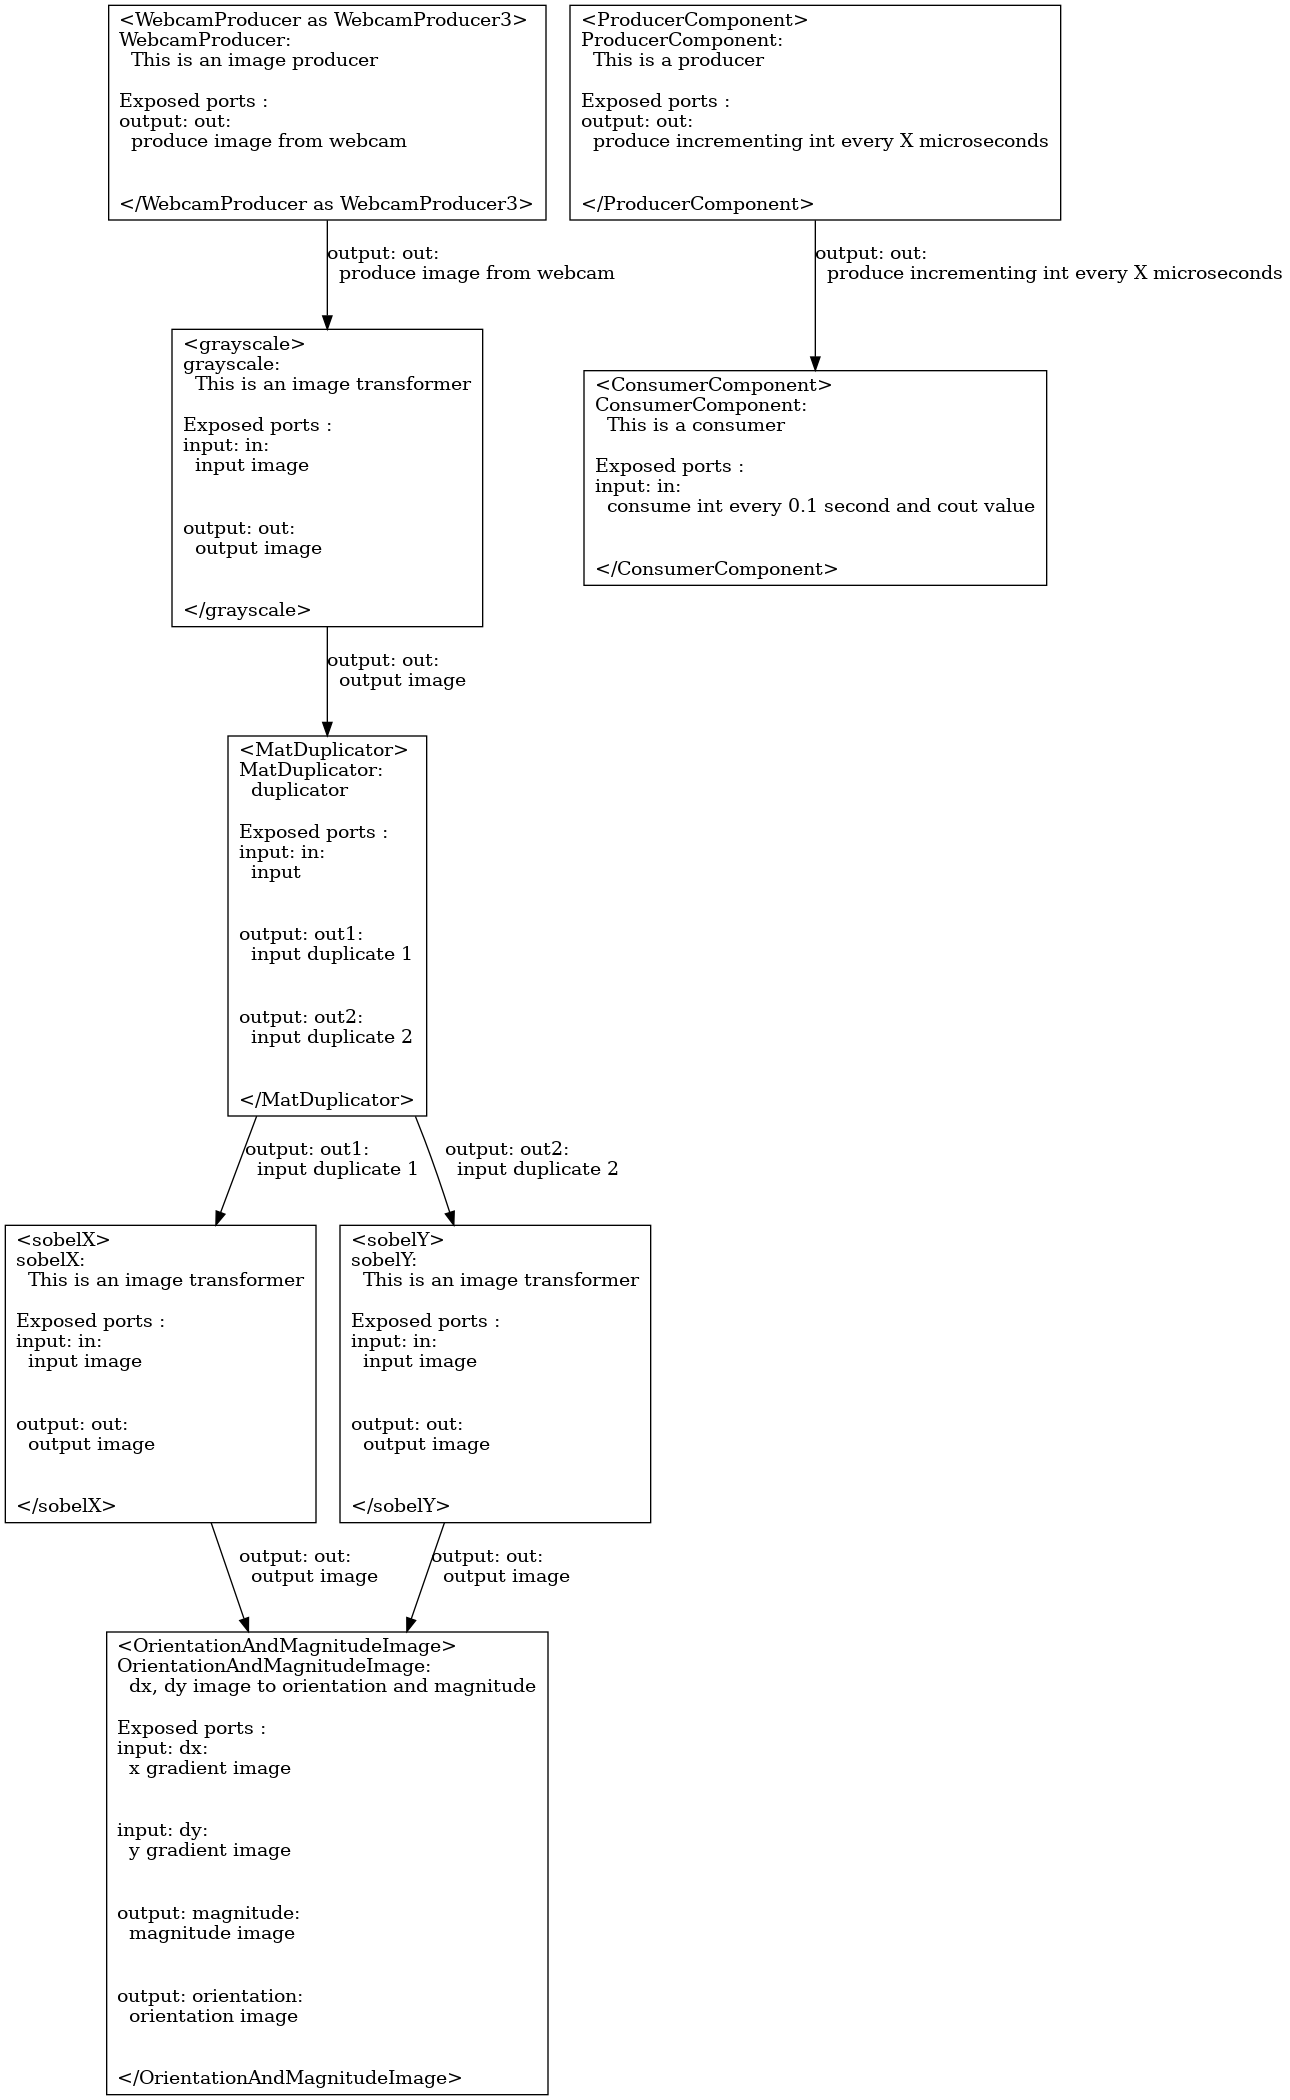 <WebcamProducer as WebcamProducer3>
WebcamProducer:
This is an image producer
Exposed ports :
output: out:
produce image from webcam
</WebcamProducer as WebcamProducer3>
<ProducerComponent>
ProducerComponent:
This is a producer
Exposed ports :
output: out:
produce incrementing int every X microseconds
</ProducerComponent>
output: out:
produce image from webcam
output: out:
produce incrementing int every X microseconds
<grayscale>
grayscale:
This is an image transformer
Exposed ports :
input: in:
input image
output: out:
output image
</grayscale>
<ConsumerComponent>
ConsumerComponent:
This is a consumer
Exposed ports :
input: in:
consume int every 0.1 second and cout value
</ConsumerComponent>
output: out:
output image
<MatDuplicator>
MatDuplicator:
duplicator
Exposed ports :
input: in:
input
output: out1:
input duplicate 1
output: out2:
input duplicate 2
</MatDuplicator>
output: out1:
input duplicate 1
output: out2:
input duplicate 2
<sobelX>
sobelX:
This is an image transformer
Exposed ports :
input: in:
input image
output: out:
output image
</sobelX>
<sobelY>
sobelY:
This is an image transformer
Exposed ports :
input: in:
input image
output: out:
output image
</sobelY>
output: out:
output image
output: out:
output image
<OrientationAndMagnitudeImage>
OrientationAndMagnitudeImage:
dx, dy image to orientation and magnitude
Exposed ports :
input: dx:
x gradient image
input: dy:
y gradient image
output: magnitude:
magnitude image
output: orientation:
orientation image
</OrientationAndMagnitudeImage>